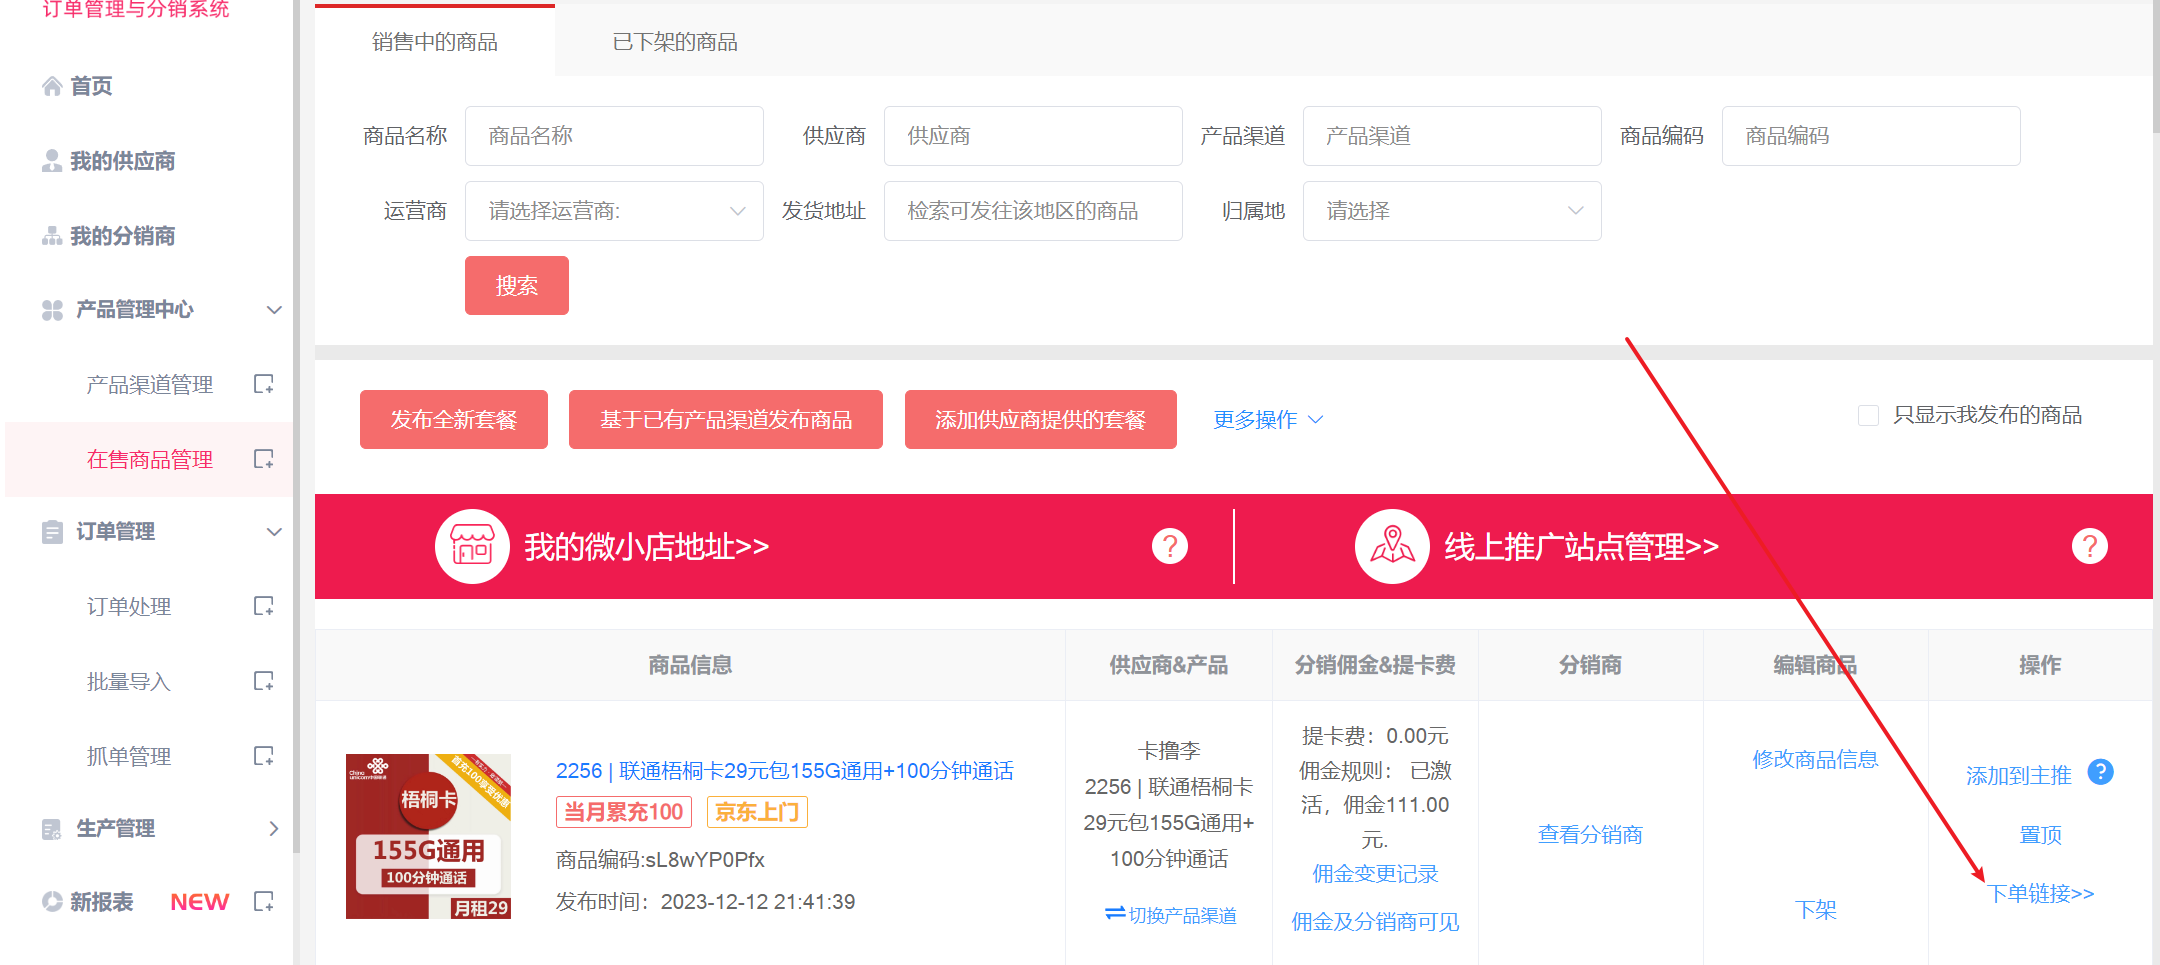 订单管理与分销系统
首页
我的供应商
我的分销商
产品管理中心
产品渠道管理
在售商品管理
订单管理
订单处理
批量导入
抓单管理
生产管理
新报表 NEW
销售中的商品 已下架的商品
商品名称 商品名称 供应商 供应商 产品渠道 产品渠道 商品编码 商品编码
运营商 请选择运营商: 发货地址 检索可发往该地区的商品 归属地 请选择
搜索
发布全新套餐 基于已有产品渠道发布商品 添加供应商提供的套餐 更多操作 只显示我发布的商品
我的微小店地址>> ? 线上推广站点管理>> ?
商品信息 供应商&产品 分销佣金&提卡费 分销商 编辑商品 操作
China
unicom中国联通
首充100享受优惠
梧桐卡
155G通用
100分钟通话
月租29
2256 | 联通梧桐卡29元包155G通用+100分钟通话
当月累充100 京东上门
商品编码:sL8wYP0Pfx
发布时间：2023-12-12 21:41:39
卡撸李
2256 | 联通梧桐卡
29元包155G通用+
100分钟通话
切换产品渠道
提卡费：0.00元
佣金规则： 已激
活，佣金111.00
元.
佣金变更记录
佣金及分销商可见
查看分销商
修改商品信息
下架
添加到主推 ?
置顶
下单链接>>